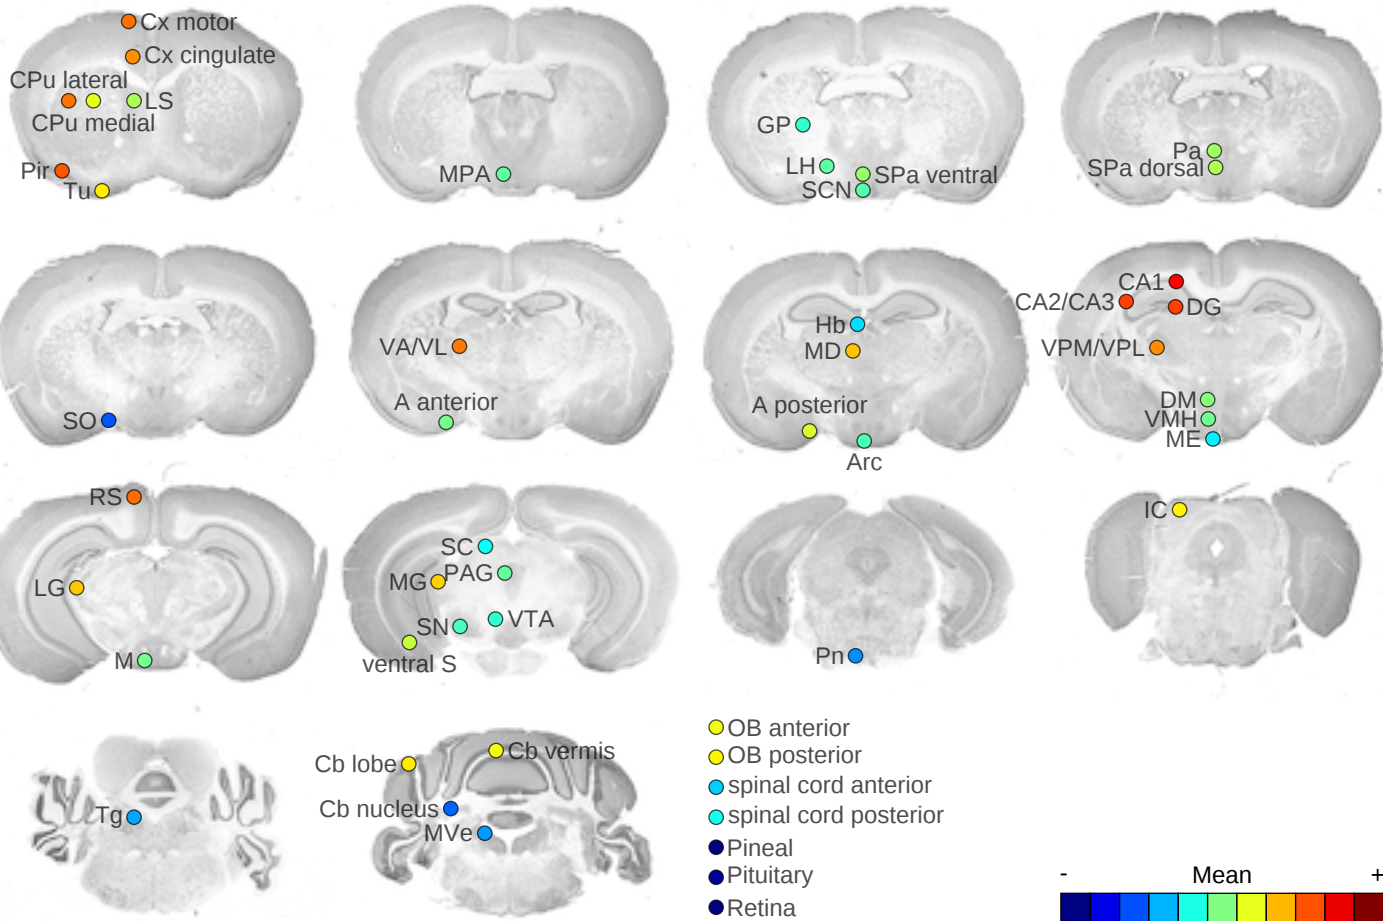 Cx motor
Cx cingulate
CPu lateral
LS
CPu medial
Pir
Tu
MPA
GP
LH
SPa ventral
SCN
Pa
SPa dorsal
SO
VA/VL
A anterior
Hb
MD
A posterior
Arc
CA1
CA2/CA3
DG
VPM/VPL
DM
VMH
ME
RS
LG
M
SC
MG
PAG
SN
VTA
ventral S
Pn
IC
Tg
Cb lobe
Cb vermis
Cb nucleus
MVe
OB anterior
OB posterior
spinal cord anterior
spinal cord posterior
Pineal
Pituitary
Retina
- Mean +